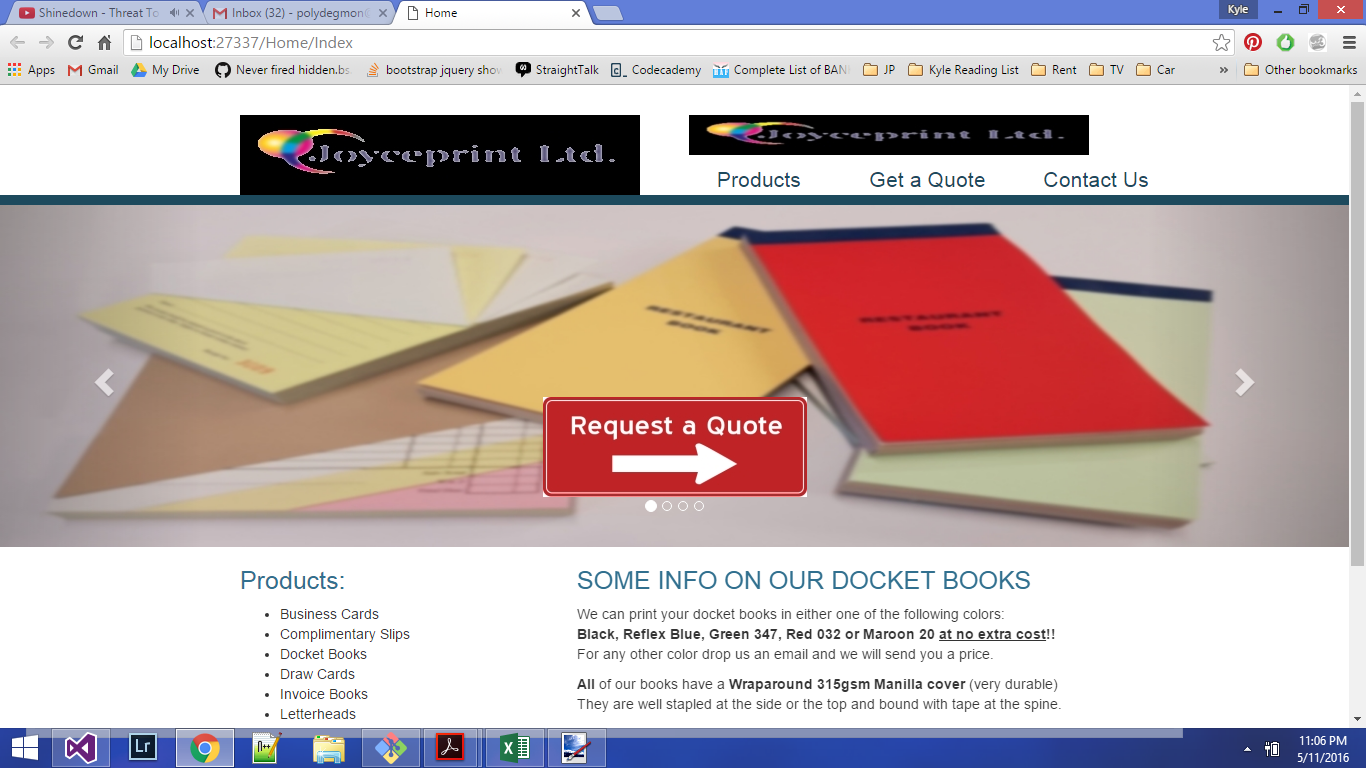 Shinedown - Threat To
Inbox (32) - polydegmon@
Home
Kyle
localhost:27337/Home/Index
Apps
Gmail
My Drive
Never fired hidden.bs.
bootstrap jquery show
StraightTalk
Codecademy
Complete List of BAN
JP
Kyle Reading List
Rent
TV
Car
»
Other bookmarks
Joyceprint Ltd.
Joyceprint Ltd.
Products
Get a Quote
Contact Us
RESTAURANT
BOOK
RESTAURANT
BOOK
Request a Quote
Products:
• Business Cards
• Complimentary Slips
• Docket Books
• Draw Cards
• Invoice Books
• Letterheads
SOME INFO ON OUR DOCKET BOOKS
We can print your docket books in either one of the following colors:
Black, Reflex Blue, Green 347, Red 032 or Maroon 20 at no extra cost!!
For any other color drop us an email and we will send you a price.
All of our books have a Wraparound 315gsm Manilla cover (very durable)
They are well stapled at the side or the top and bound with tape at the spine.
Lr
11:06 PM
5/11/2016